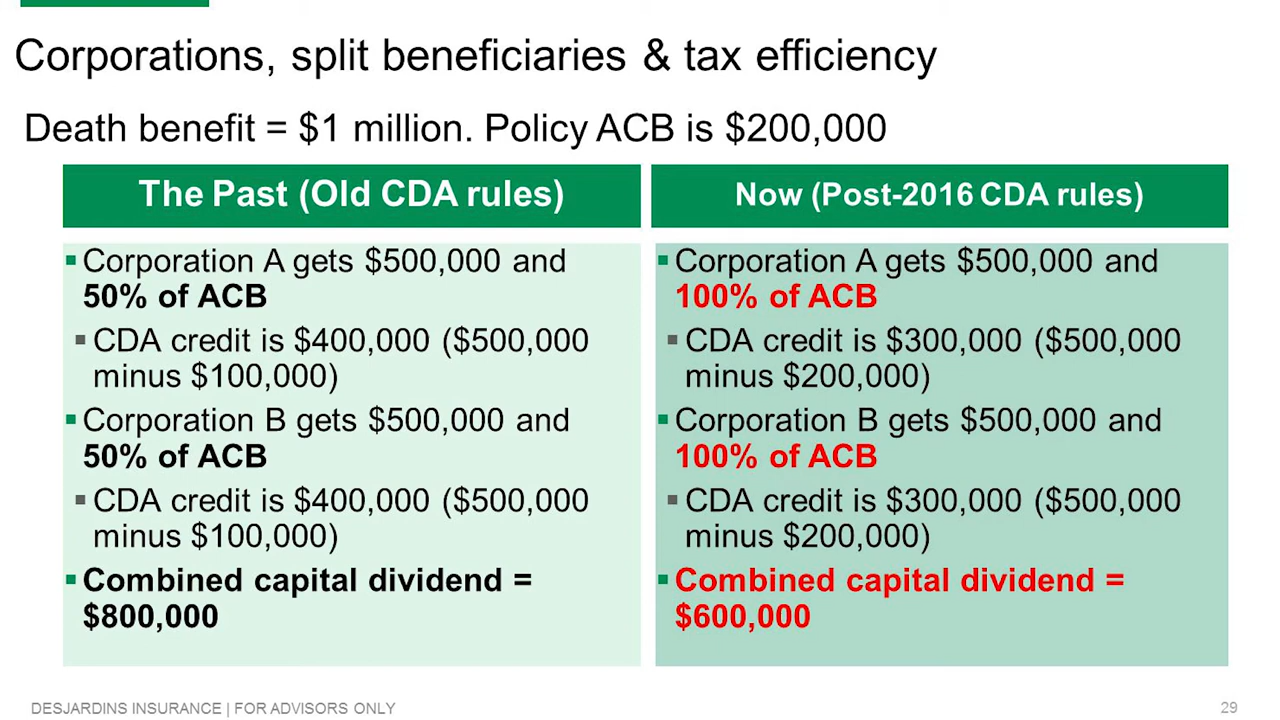 Corporations, split beneficiaries & tax efficiency
Death benefit = $1 million. Policy ACB is $200,000
The Past (Old CDA rules)
▪ Corporation A gets $500,000 and
50% of ACB
▪ CDA credit is $400,000 ($500,000
minus $100,000)
▪ Corporation B gets $500,000 and
50% of ACB
▪ CDA credit is $400,000 ($500,000
minus $100,000)
▪ Combined capital dividend =
$800,000
Now (Post-2016 CDA rules)
▪ Corporation A gets $500,000 and
100% of ACB
▪ CDA credit is $300,000 ($500,000
minus $200,000)
▪ Corporation B gets $500,000 and
100% of ACB
▪ CDA credit is $300,000 ($500,000
minus $200,000)
▪ Combined capital dividend =
$600,000
DESJARDINS INSURANCE | FOR ADVISORS ONLY
29